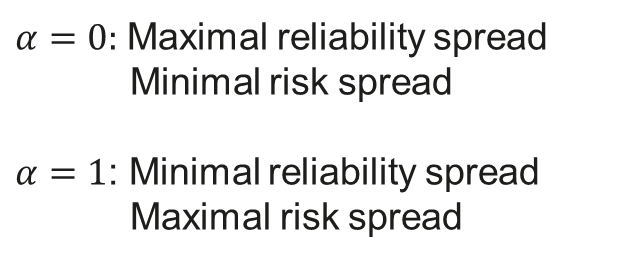 α = 0: Maximal reliability spread
Minimal risk spread
α = 1: Minimal reliability spread
Maximal risk spread